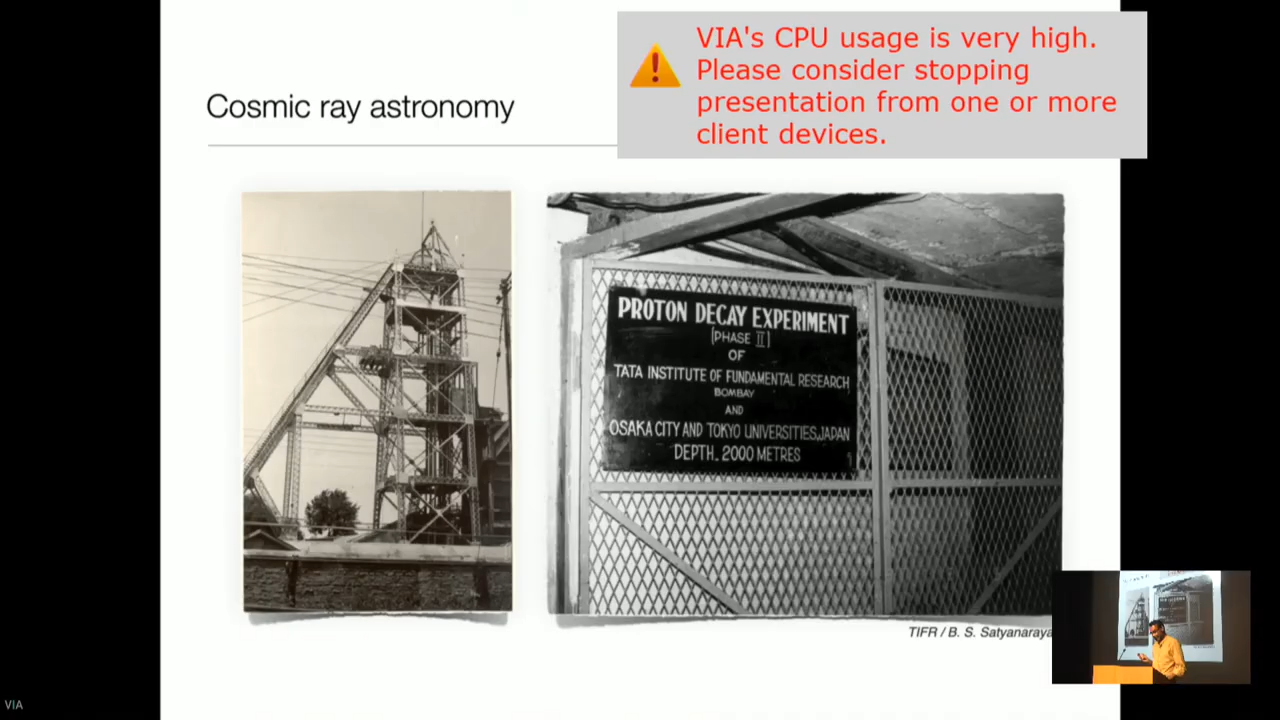 VIA's CPU usage is very high.
Please consider stopping
presentation from one or more
client devices.
Cosmic ray astronomy
PROTON DECAY EXPERIMENT
[PHASE II]
OF
TATA INSTITUTE OF FUNDAMENTAL RESEARCH
BOMBAY
AND
OSAKA CITY AND TOKYO UNIVERSITIES, JAPAN
DEPTH. 2000 METRES
TIFR / B. S. Satyanaraya
VIA